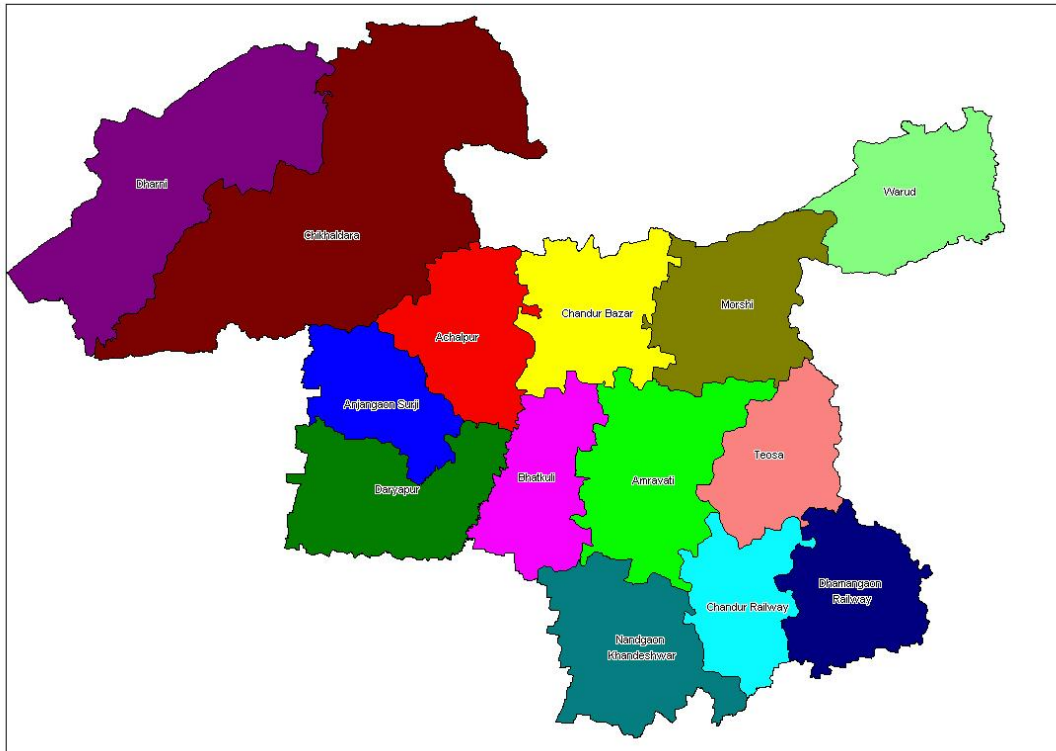 Dharni
Warud
Chikhaldara
Morshi
Chandur Bazar
Achalpur
Anjangaon Surji
Teosa
Bhatkuli
Amravati
Daryapur
Dhamangaon
Railway
Chandur Railway
Nandgaon
Khandeshwar